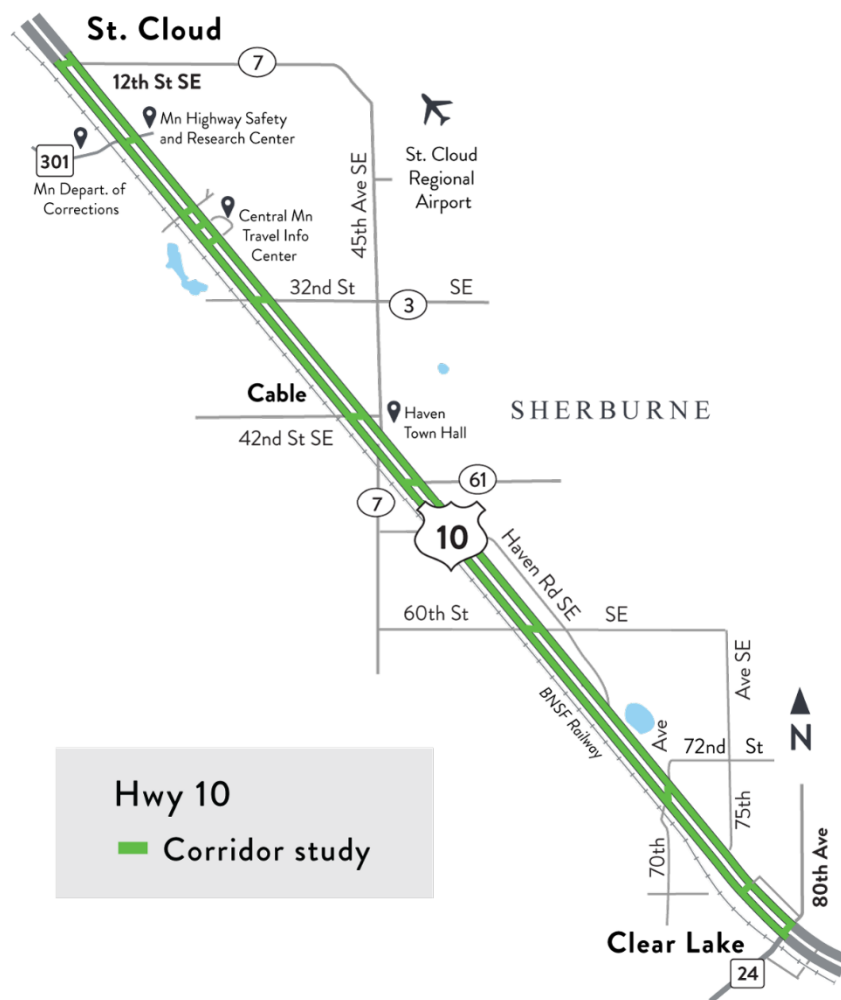 St. Cloud
7
12th St SE
Mn Highway Safety
and Research Center
301
Mn Depart. of
Corrections
St. Cloud
Regional
Airport
45th Ave SE
Central Mn
Travel Info
Center
32nd St SE
3
Cable
42nd St SE
Haven
Town Hall
SHERBURNE
61
7
10
Haven Rd SE
60th St SE
BNSF Railway
Ave SE
75th
N
72nd St
Ave
70th
80th Ave
Hwy 10
Corridor study
Clear Lake
24